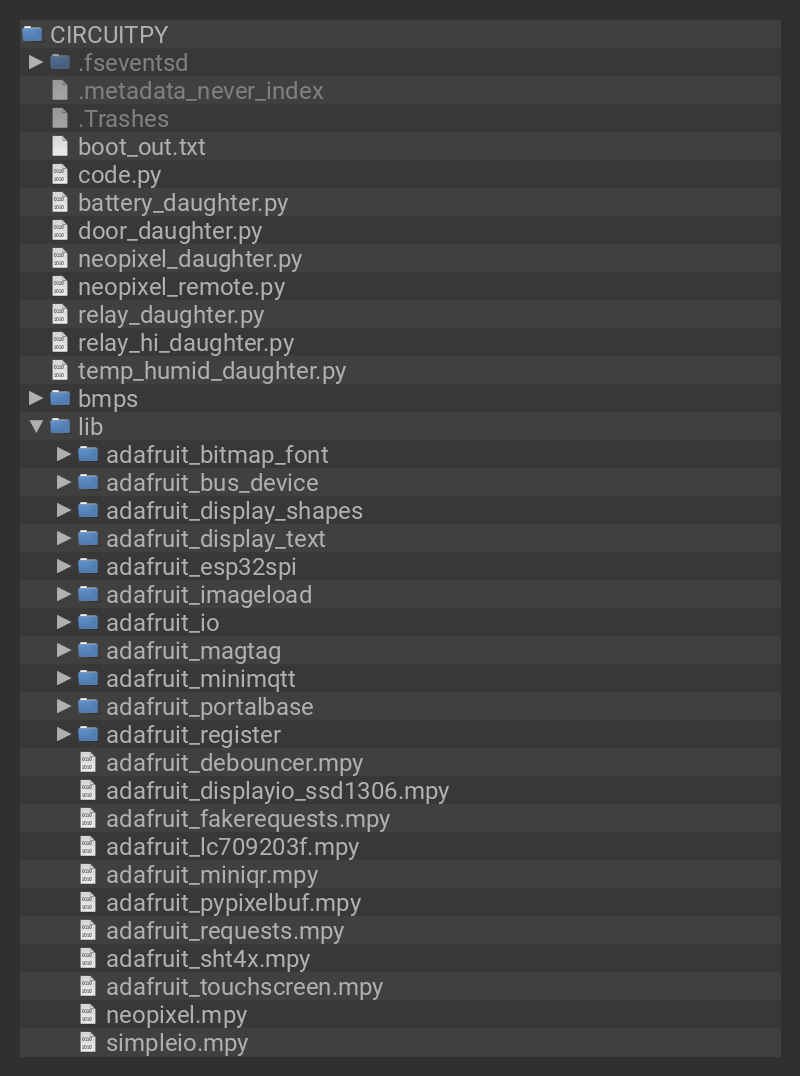 CIRCUITPY
.fseventsd
.metadata_never_index
.Trashes
boot_out.txt
code.py
battery_daughter.py
door_daughter.py
neopixel_daughter.py
neopixel_remote.py
relay_daughter.py
relay_hi_daughter.py
temp_humid_daughter.py
bmps
lib
adafruit_bitmap_font
adafruit_bus_device
adafruit_display_shapes
adafruit_display_text
adafruit_esp32spi
adafruit_imageload
adafruit_io
adafruit_magtag
adafruit_minimqtt
adafruit_portalbase
adafruit_register
adafruit_debouncer.mpy
adafruit_displayio_ssd1306.mpy
adafruit_fakerequests.mpy
adafruit_lc709203f.mpy
adafruit_miniqr.mpy
adafruit_pypixelbuf.mpy
adafruit_requests.mpy
adafruit_sht4x.mpy
adafruit_touchscreen.mpy
neopixel.mpy
simpleio.mpy